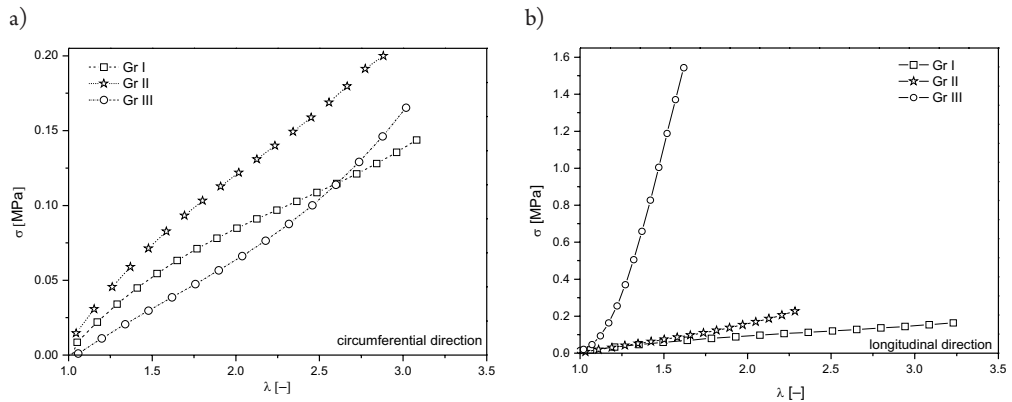 a)
0.20
0.15
0.10
0.05
0.00
σ [MPa]
Gr I
Gr II
Gr III
circumferential direction
1.0 1.5 2.0 2.5 3.0 3.5
λ [–]
b)
1.6
1.4
1.2
1.0
0.8
0.6
0.4
0.2
0.0
σ [MPa]
Gr I
Gr II
Gr III
longitudinal direction
1.0 1.5 2.0 2.5 3.0 3.5
λ [–]